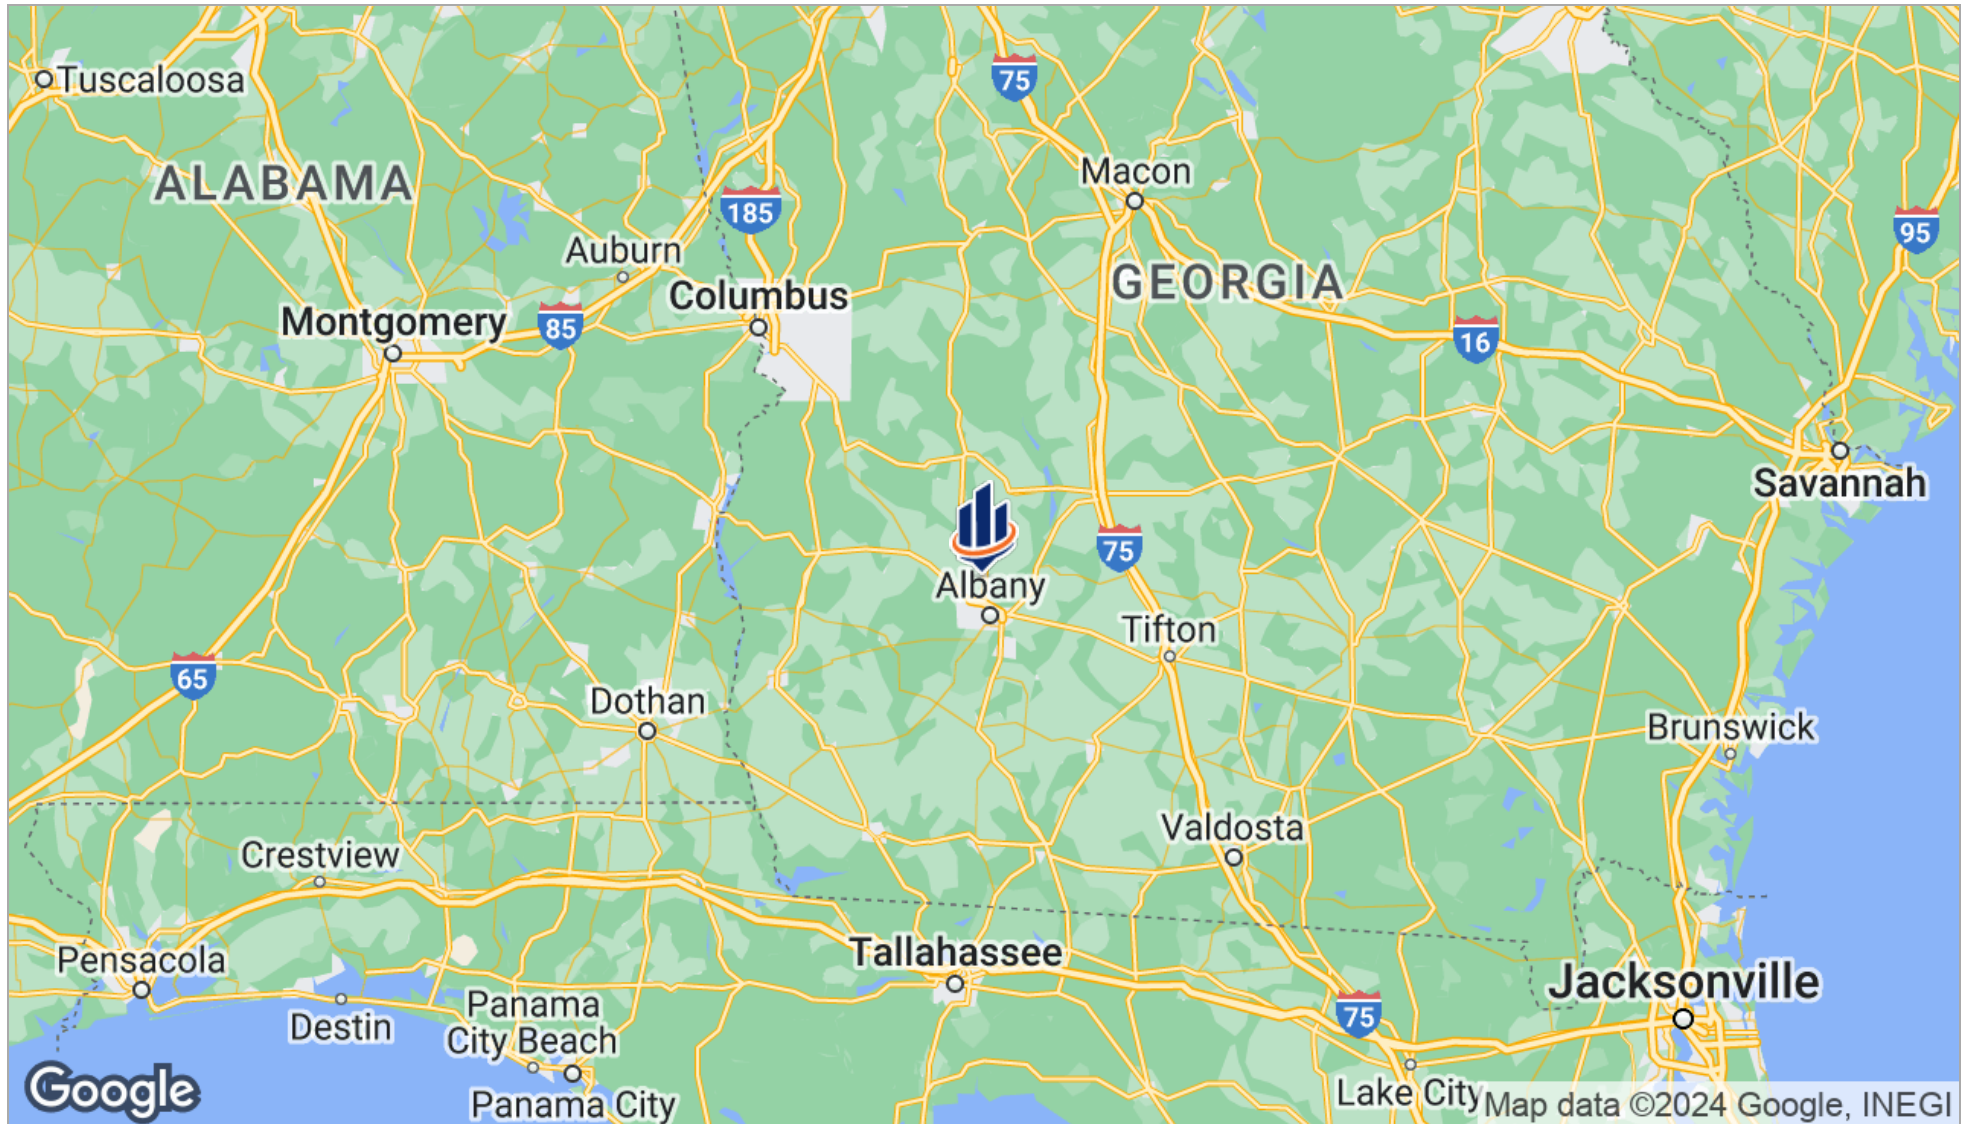 75
Tuscaloosa
Macon
ALABAMA
185
95
Auburn
GEORGIA
Columbus
Montgomery
85
16
Savannah
75
Albany
Tifton
65
Dothan
Brunswick
Valdosta
Crestview
Tallahassee
Pensacola
Jacksonville
Panama
City Beach
75
Destin
Google
Lake City
Panama City
Map data ©2024 Google, INEGI